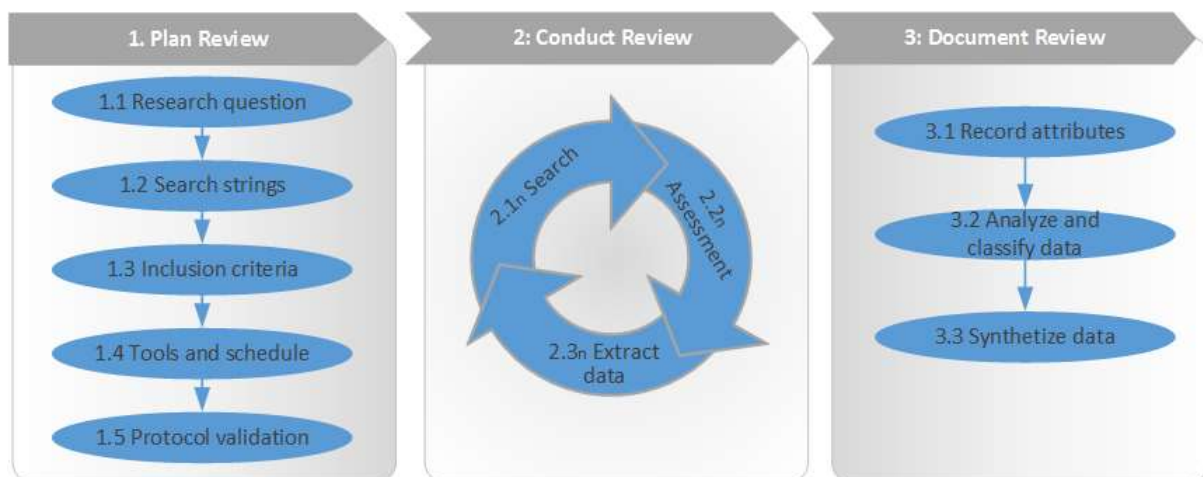 1. Plan Review
1.1 Research question
1.2 Search strings
1.3 Inclusion criteria
1.4 Tools and schedule
1.5 Protocol validation
2: Conduct Review
2.1n Search
2.2n
Assessment
2.3n Extract
data
3: Document Review
3.1 Record attributes
3.2 Analyze and
classify data
3.3 Synthetize data